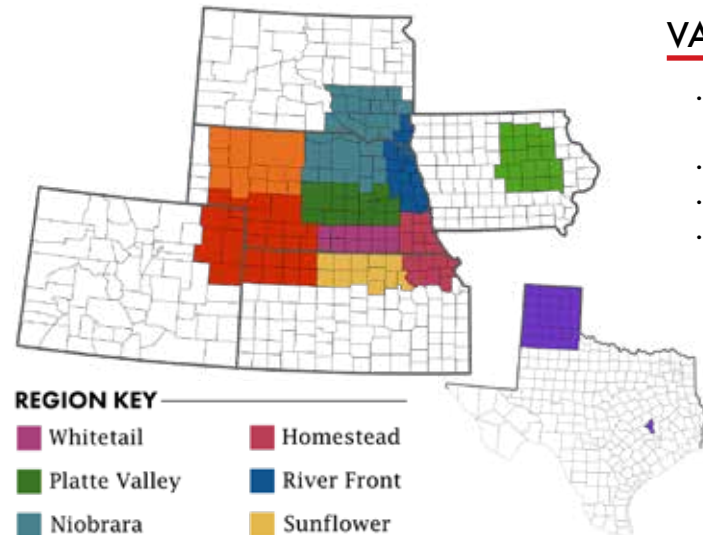 VA
REGION KEY
Whitetail
Homestead
Platte Valley
River Front
Niobrara
Sunflower